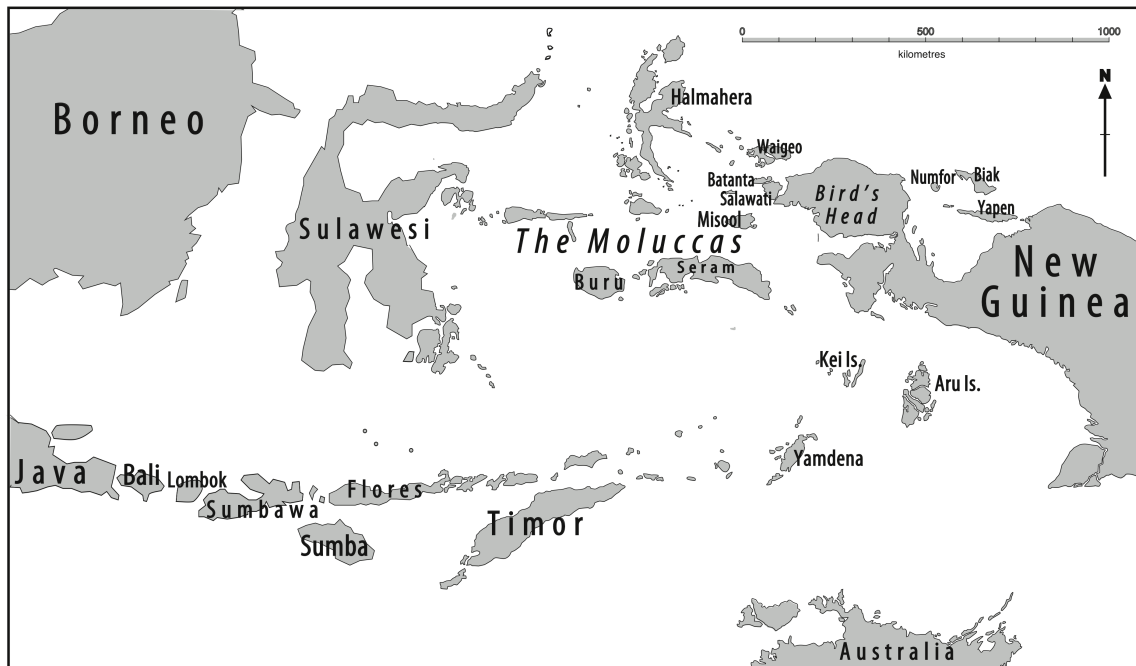 0 500 1000
kilometres
N
Borneo
Halmahera
Waigeo
Batanta
Salawati
Misool
Bird's
Head
Numfor
Biak
Yapen
Sulawesi
The Moluccas
Buru
Seram
New
Guinea
Kei Is.
Aru Is.
Yamdena
Java
Bali
Lombok
Sumbawa
Flores
Sumba
Timor
Australia